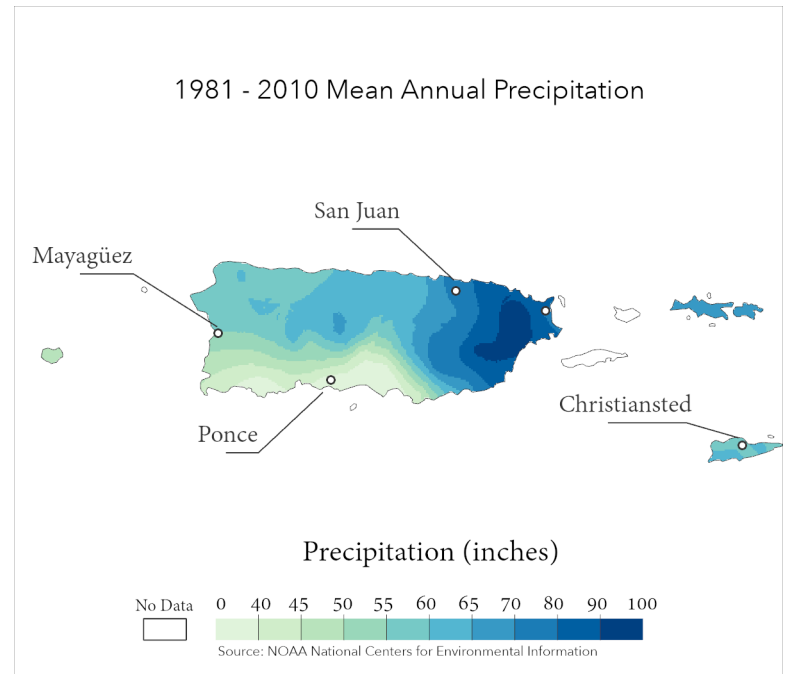 1981 - 2010 Mean Annual Precipitation
San Juan
Mayagüez
Christiansted
Ponce
Precipitation (inches)
No Data
0 40 45 50 55 60 65 70 80 90 100
Source: NOAA National Centers for Environmental Information